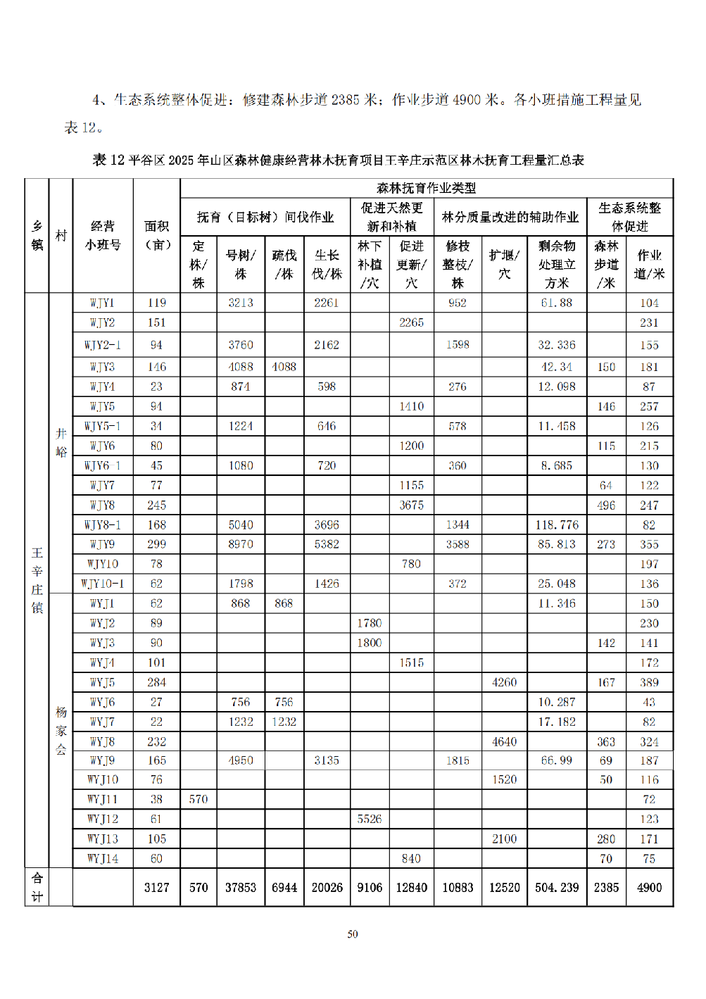 4、生态系统整体促进：修建森林步道 2385 米；作业步道 4900 米。各小班措施工程量见
表 12。
表 12 平谷区 2025 年山区森林健康经营林木抚育项目王辛庄示范区林木抚育工程量汇总表
乡镇 村 经营小班号 面积（亩） 森林抚育作业类型
抚育（目标树）间伐作业 促进天然更新和补植 林分质量改进的辅助作业 生态系统整体促进
定株/株 号树/株 疏伐/株 生长伐/株 林下补植/穴 促进更新/穴 修枝整枝/株 扩堰/穴 剩余物处理立方米 森林步道/米 作业道/米
王辛庄镇
井峪
WJY1 119 3213 2261 952 61.88 104
WJY2 151 2265 231
WJY2-1 94 3760 2162 1598 32.336 155
WJY3 146 4088 4088 42.34 150 181
WJY4 23 874 598 276 12.098 87
WJY5 94 1410 146 257
WJY5-1 34 1224 646 578 11.458 126
WJY6 80 1200 115 215
WJY6-1 45 1080 720 360 8.685 130
WJY7 77 1155 64 122
WJY8 245 3675 496 247
WJY8-1 168 5040 3696 1344 118.776 82
WJY9 299 8970 5382 3588 85.813 273 355
WJY10 78 780 197
WJY10-1 62 1798 1426 372 25.048 136
杨家会
WYJ1 62 868 868 11.346 150
WYJ2 89 1780 230
WYJ3 90 1800 142 141
WYJ4 101 1515 172
WYJ5 284 4260 167 389
WYJ6 27 756 756 10.287 43
WYJ7 22 1232 1232 17.182 82
WYJ8 232 4640 363 324
WYJ9 165 4950 3135 1815 66.99 69 187
WYJ10 76 1520 50 116
WYJ11 38 570 72
WYJ12 61 5526 123
WYJ13 105 2100 280 171
WYJ14 60 840 70 75
合计 3127 570 37853 6944 20026 9106 12840 10883 12520 504.239 2385 4900
50